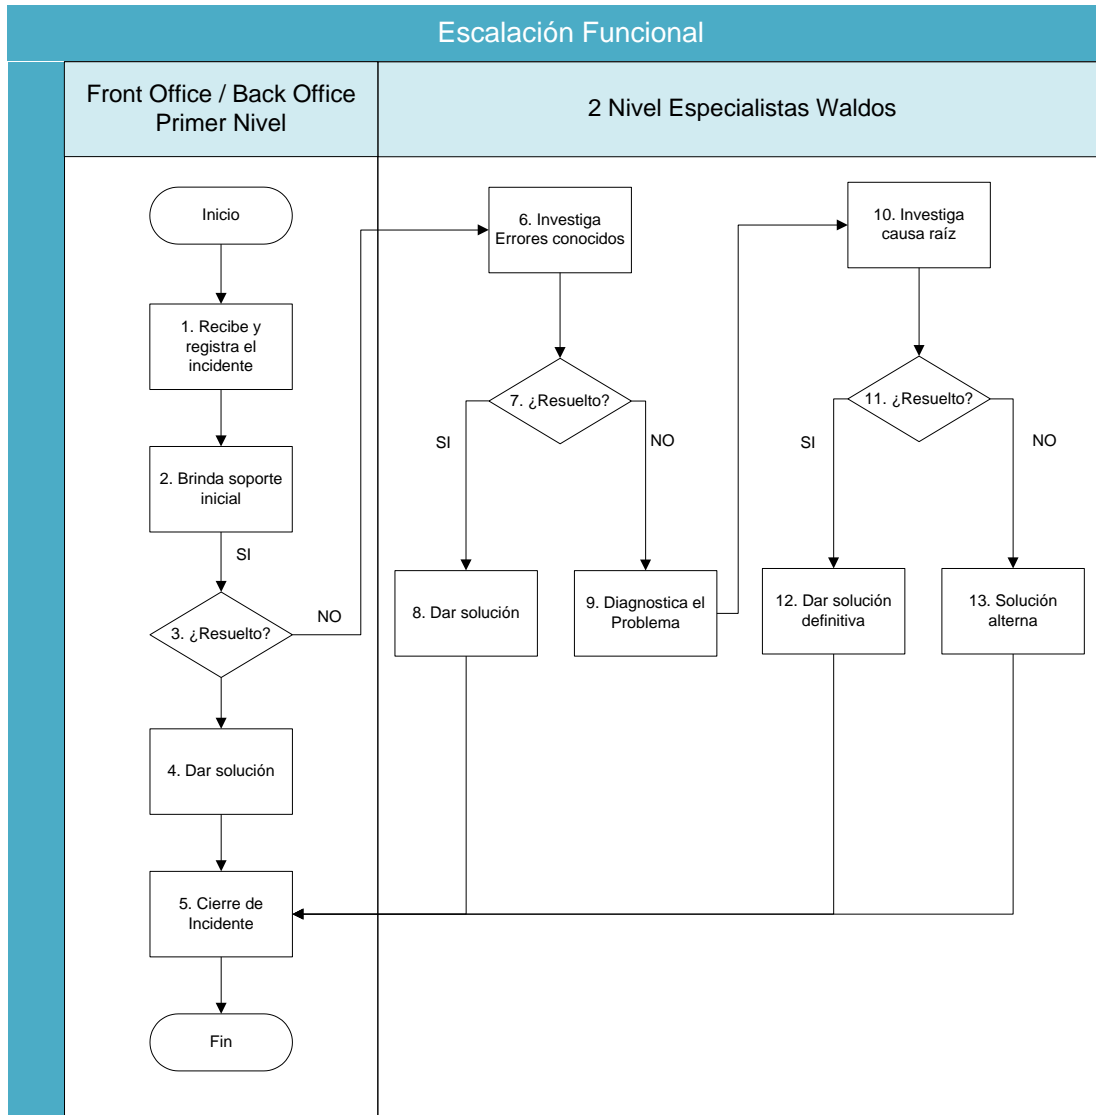 Escalación Funcional
Front Office / Back Office
Primer Nivel
2 Nivel Especialistas Waldos
Inicio
1. Recibe y
registra el
incidente
2. Brinda soporte
inicial
SI
3. ¿Resuelto?
NO
4. Dar solución
5. Cierre de
Incidente
Fin
6. Investiga
Errores conocidos
7. ¿Resuelto?
SI
NO
8. Dar solución
9. Diagnostica el
Problema
10. Investiga
causa raíz
11. ¿Resuelto?
SI
NO
12. Dar solución
definitiva
13. Solución
alterna